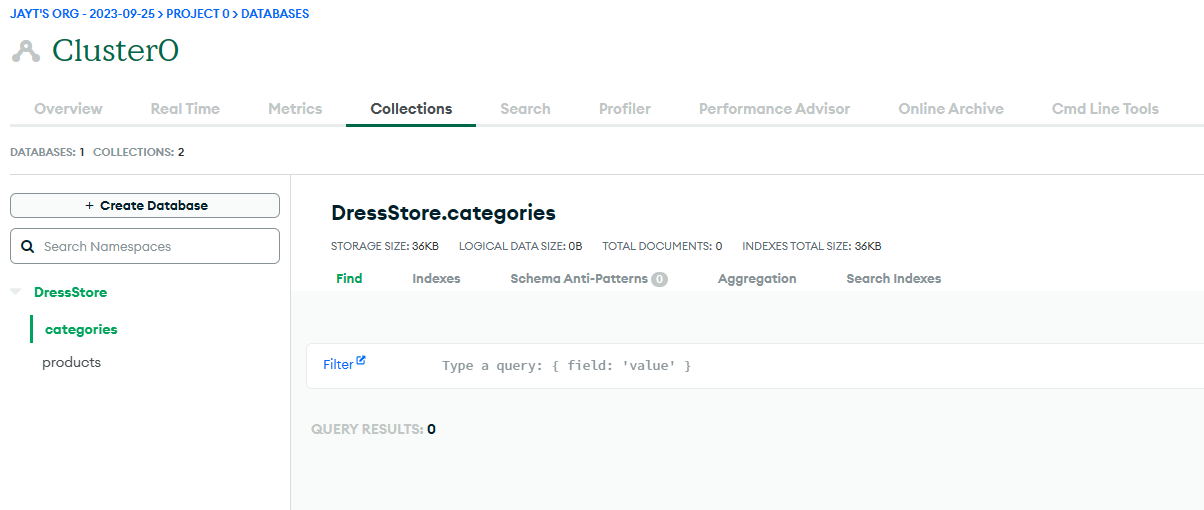 JAYT'S ORG - 2023-09-25 > PROJECT 0 > DATABASES
Cluster0
Overview Real Time Metrics Collections Search Profiler Performance Advisor Online Archive Cmd Line Tools
DATABASES: 1 COLLECTIONS: 2
+ Create Database
Search Namespaces
DressStore
categories
products
DressStore.categories
STORAGE SIZE: 36KB LOGICAL DATA SIZE: 0B TOTAL DOCUMENTS: 0 INDEXES TOTAL SIZE: 36KB
Find Indexes Schema Anti-Patterns 0 Aggregation Search Indexes
Filter Type a query: { field: 'value' }
QUERY RESULTS: 0